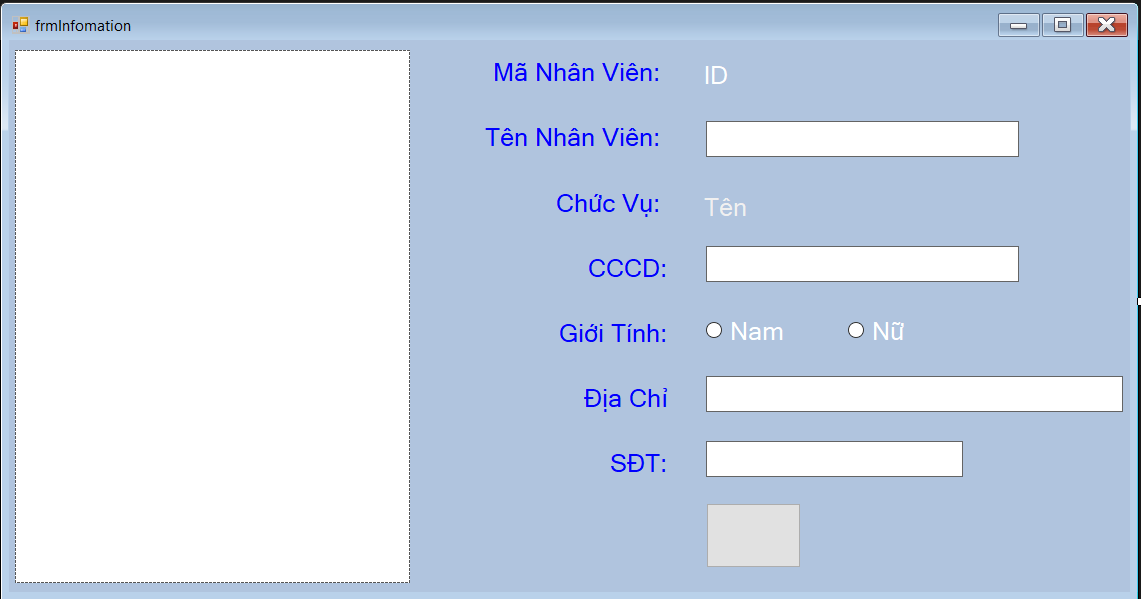 frmInfomation
Mã Nhân Viên: ID
Tên Nhân Viên:
Chức Vụ: Tên
CCCD:
Giới Tính: Nam Nữ
Địa Chỉ
SĐT: